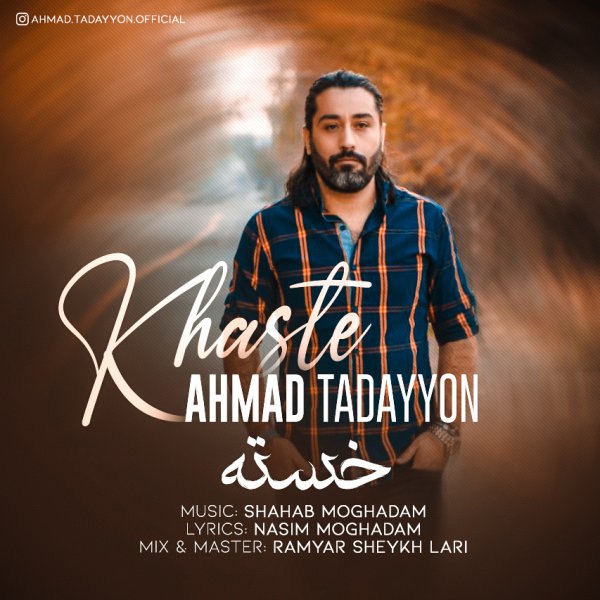 AHMAD.TADAYYON.OFFICIAL
Khaste
AHMAD TADAYYON
خسته
MUSIC: SHAHAB MOGHADAM
LYRICS: NASIM MOGHADAM
MIX & MASTER: RAMYAR SHEYKH LARI